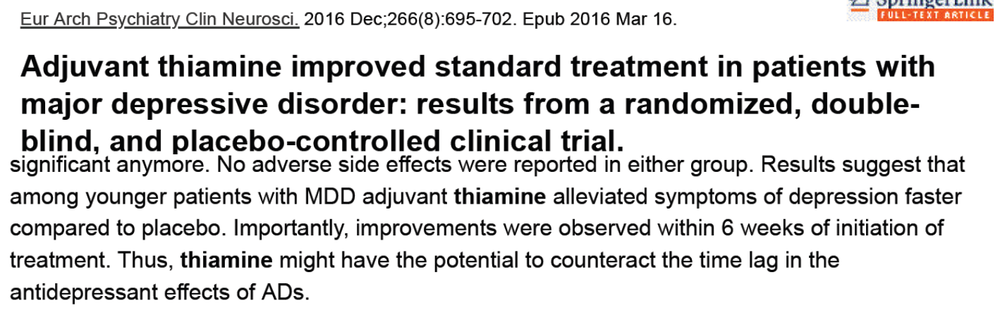 SpringerLink
FULL-TEXT ARTICLE
Eur Arch Psychiatry Clin Neurosci. 2016 Dec;266(8):695-702. Epub 2016 Mar 16.
Adjuvant thiamine improved standard treatment in patients with
major depressive disorder: results from a randomized, double-
blind, and placebo-controlled clinical trial.
significant anymore. No adverse side effects were reported in either group. Results suggest that
among younger patients with MDD adjuvant thiamine alleviated symptoms of depression faster
compared to placebo. Importantly, improvements were observed within 6 weeks of initiation of
treatment. Thus, thiamine might have the potential to counteract the time lag in the
antidepressant effects of ADs.